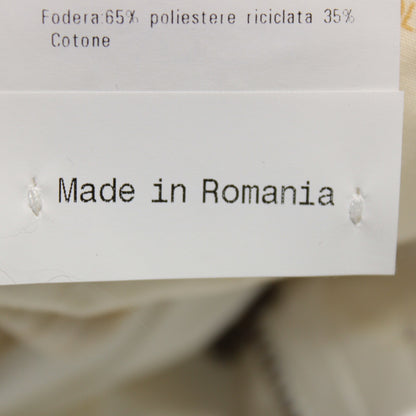 Fodera:65% poliestere riciclata 35%
Cotone
Made in Romania